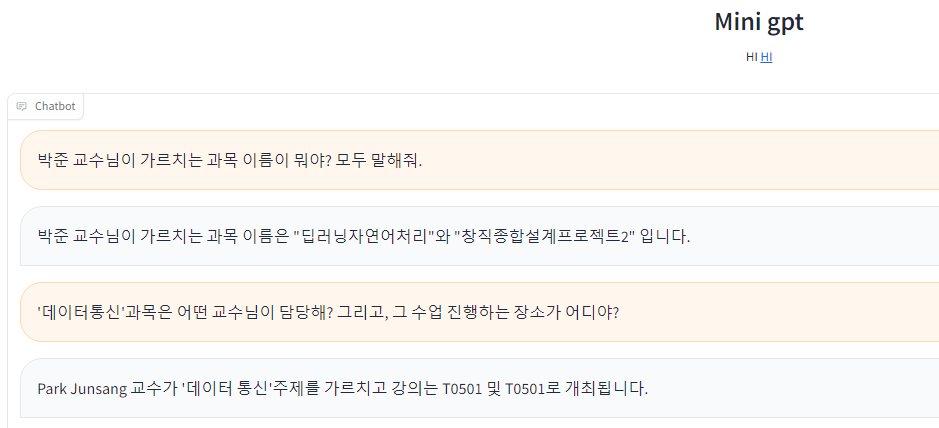 Mini gpt
HI HI
Chatbot
박준 교수님이 가르치는 과목 이름이 뭐야? 모두 말해줘.
박준 교수님이 가르치는 과목 이름은 "딥러닝자연어처리"와 "창직종합설계프로젝트2" 입니다.
'데이터통신'과목은 어떤 교수님이 담당해? 그리고, 그 수업 진행하는 장소가 어디야?
Park Junsang 교수가 '데이터 통신'주제를 가르치고 강의는 T0501 및 T0501로 개최됩니다.